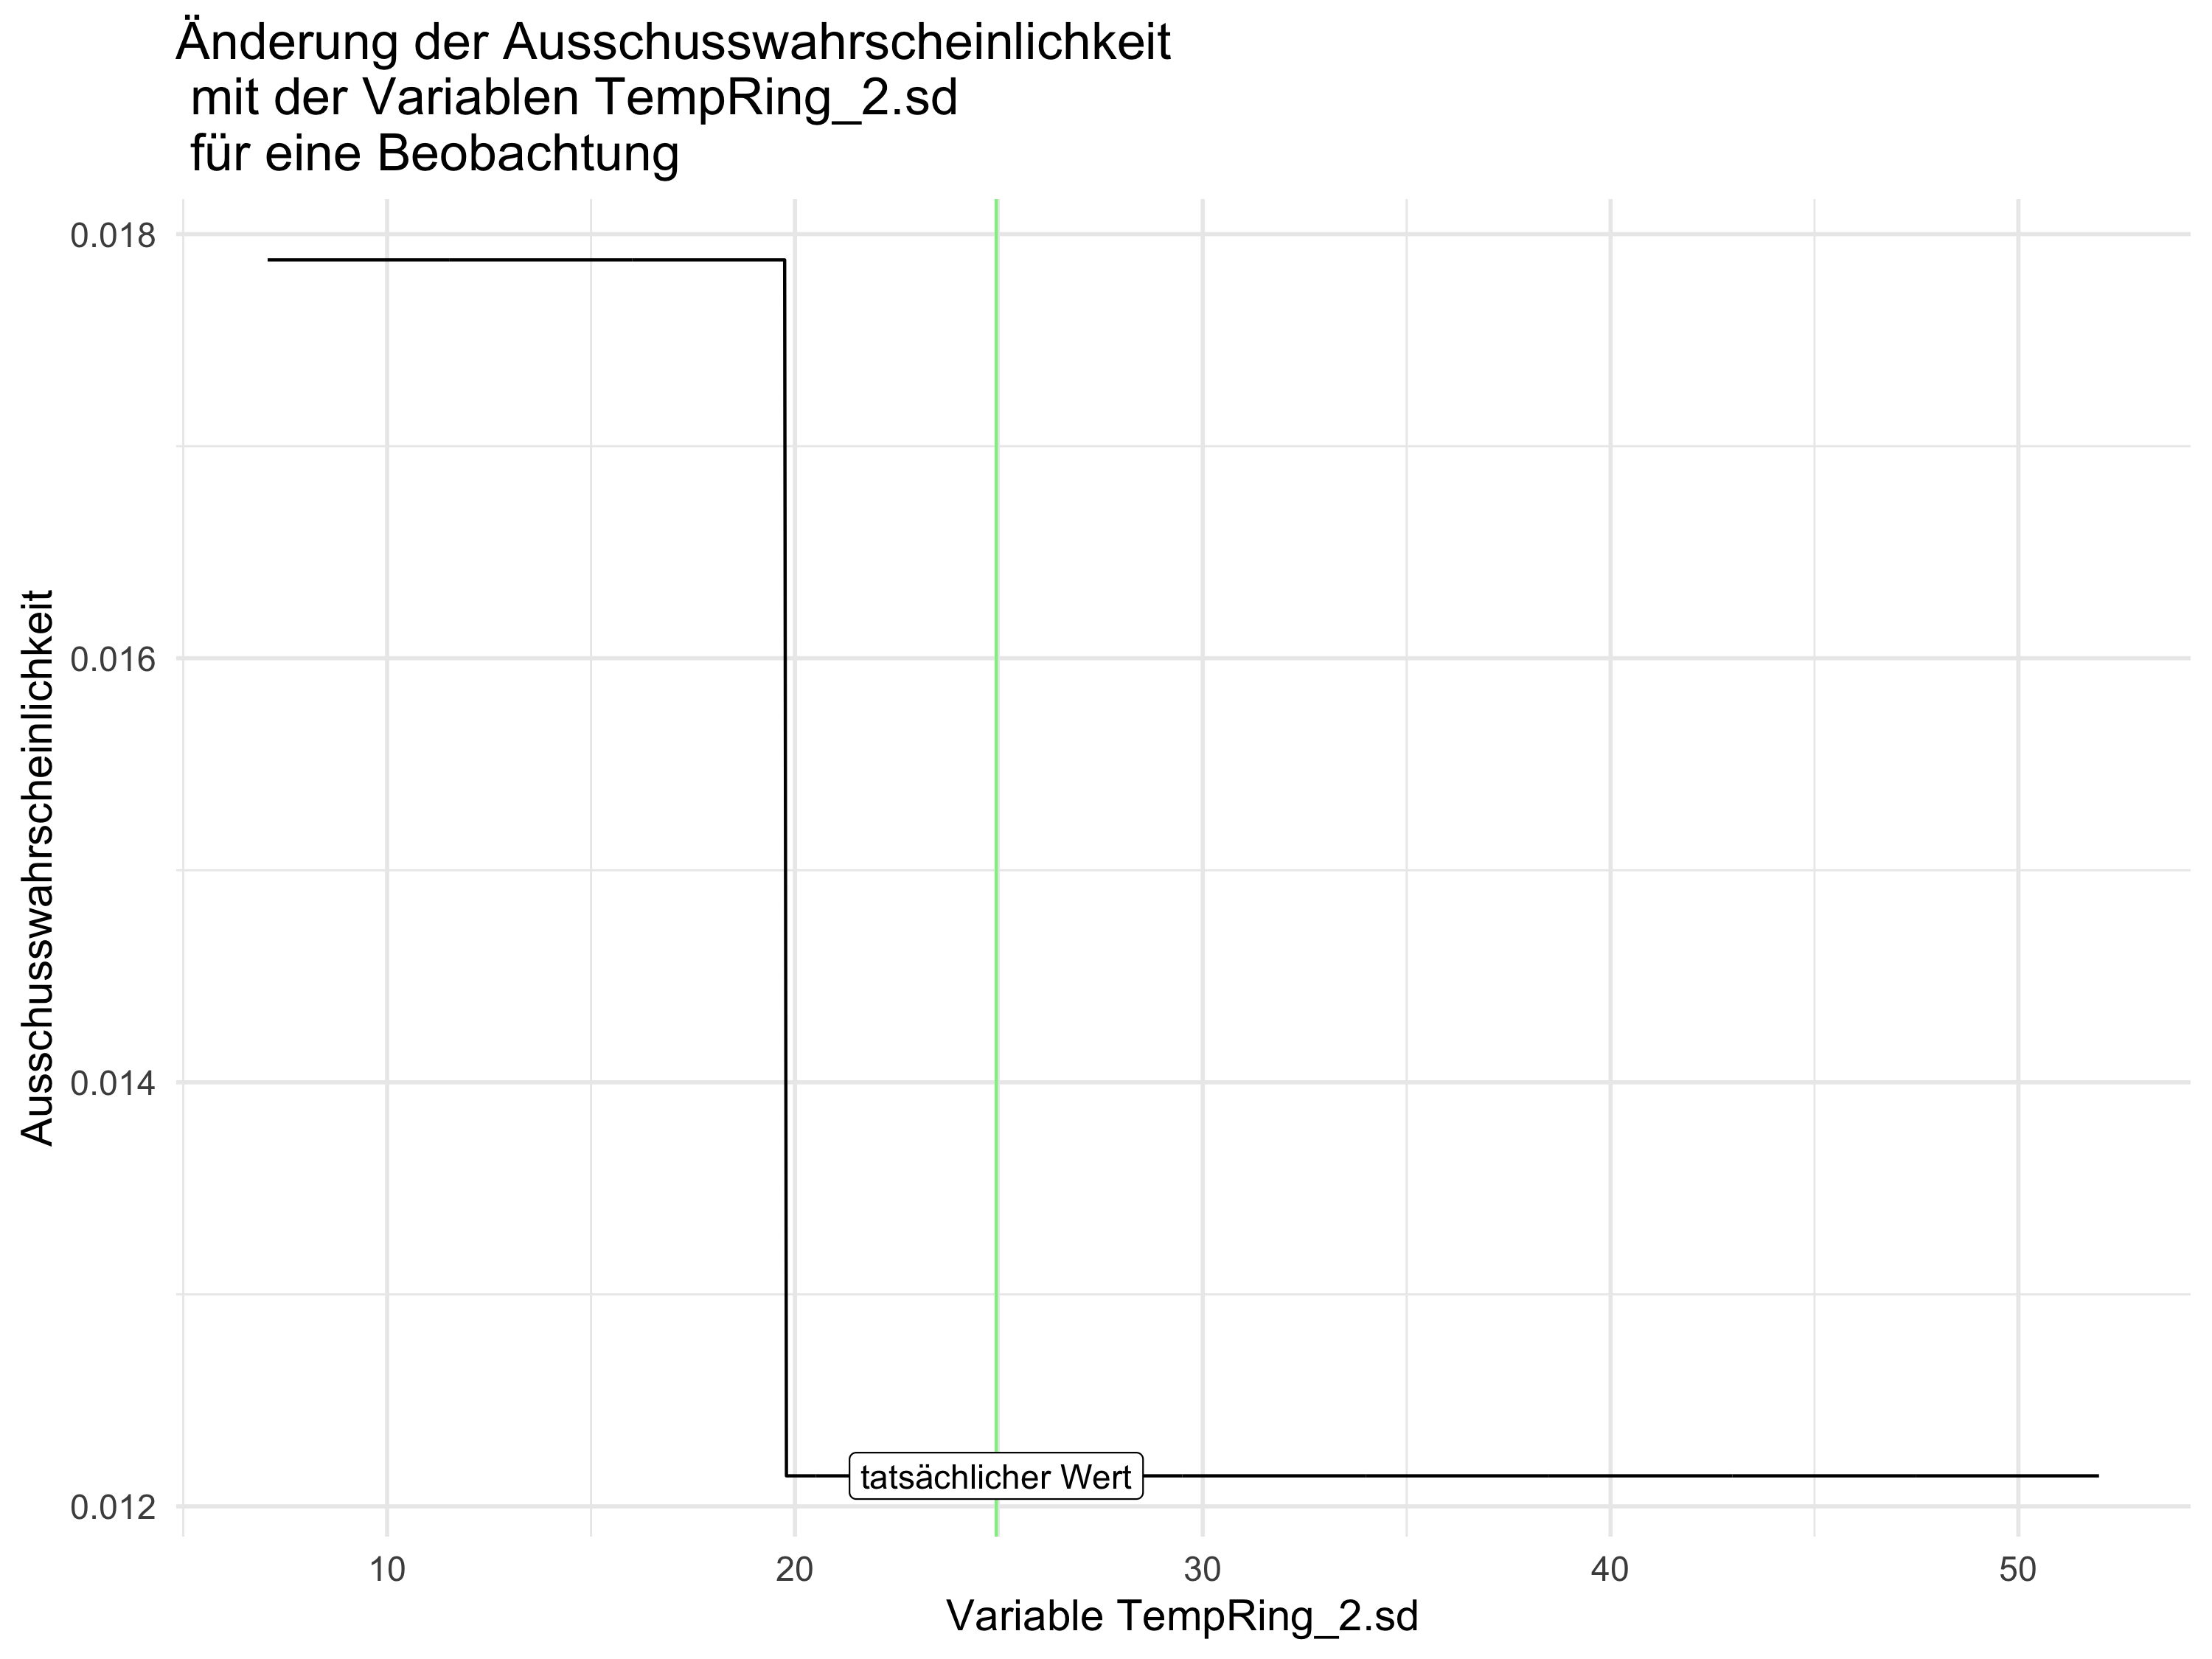 Änderung der Ausschusswahrscheinlichkeit
mit der Variablen TempRing_2.sd
für eine Beobachtung
0.018
0.016
0.014
0.012
Ausschusswahrscheinlichkeit
tatsächlicher Wert
10 20 30 40 50
Variable TempRing_2.sd